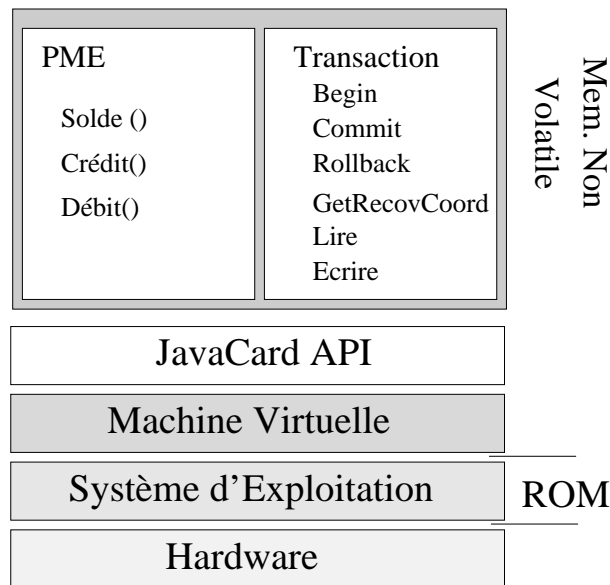 PME
Solde ()
Crédit()
Débit()
Transaction
Begin
Commit
Rollback
GetRecovCoord
Lire
Ecrire
Mem. Non
Volatile
JavaCard API
Machine Virtuelle
Système d’Exploitation
ROM
Hardware